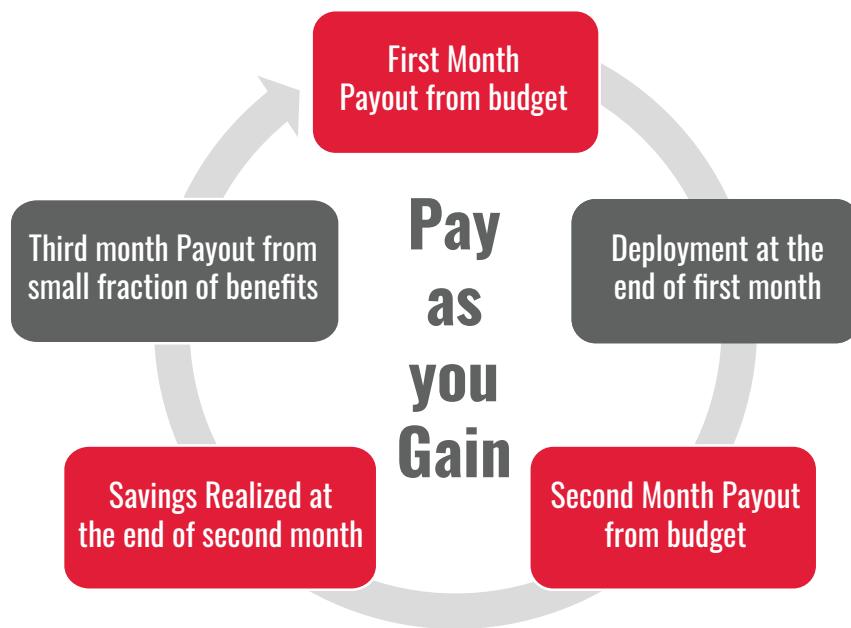 First Month
Payout from budget
Deployment at the
end of first month
Second Month Payout
from budget
Savings Realized at
the end of second month
Third month Payout from
small fraction of benefits
Pay
as
you
Gain